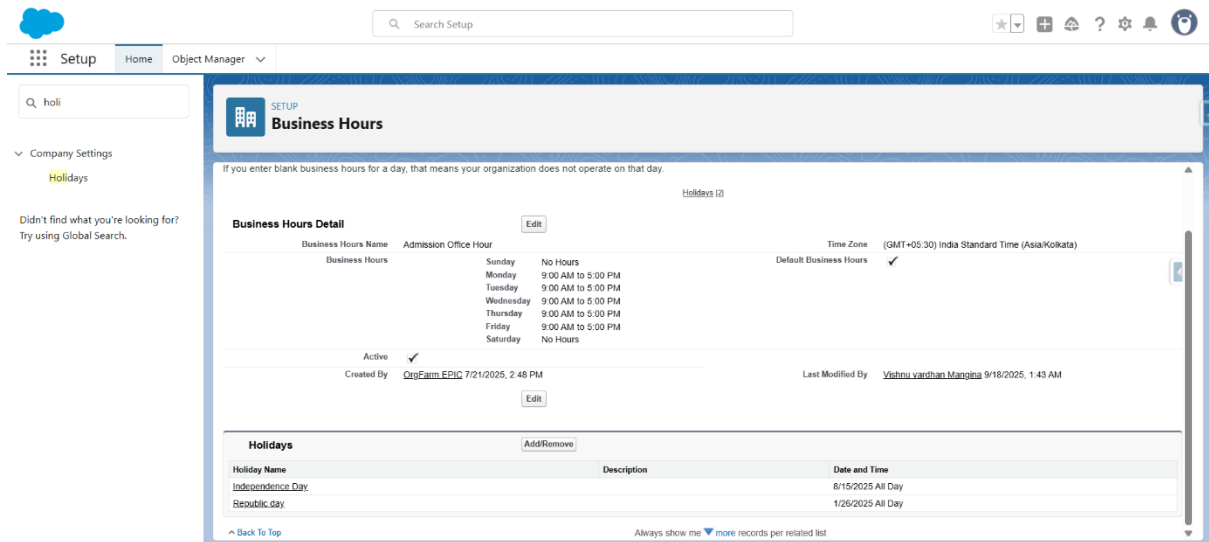 Search Setup
Setup Home Object Manager
holi
Company Settings
Holidays
Didn't find what you're looking for?
Try using Global Search.
SETUP
Business Hours
If you enter blank business hours for a day, that means your organization does not operate on that day.
Holidays [2]
Business Hours Detail Edit
Business Hours Name Admission Office Hour Time Zone (GMT+05:30) India Standard Time (Asia/Kolkata)
Business Hours Sunday No Hours Default Business Hours ✓
Monday 9:00 AM to 5:00 PM
Tuesday 9:00 AM to 5:00 PM
Wednesday 9:00 AM to 5:00 PM
Thursday 9:00 AM to 5:00 PM
Friday 9:00 AM to 5:00 PM
Saturday No Hours
Active ✓
Created By OrgFarm EPIC 7/21/2025, 2:48 PM Last Modified By Vishnu vardhan Mangina 9/18/2025, 1:43 AM
Edit
Holidays Add/Remove
Holiday Name Description Date and Time
Independence Day 8/15/2025 All Day
Republic day 1/26/2025 All Day
Back To Top Always show me more records per related list